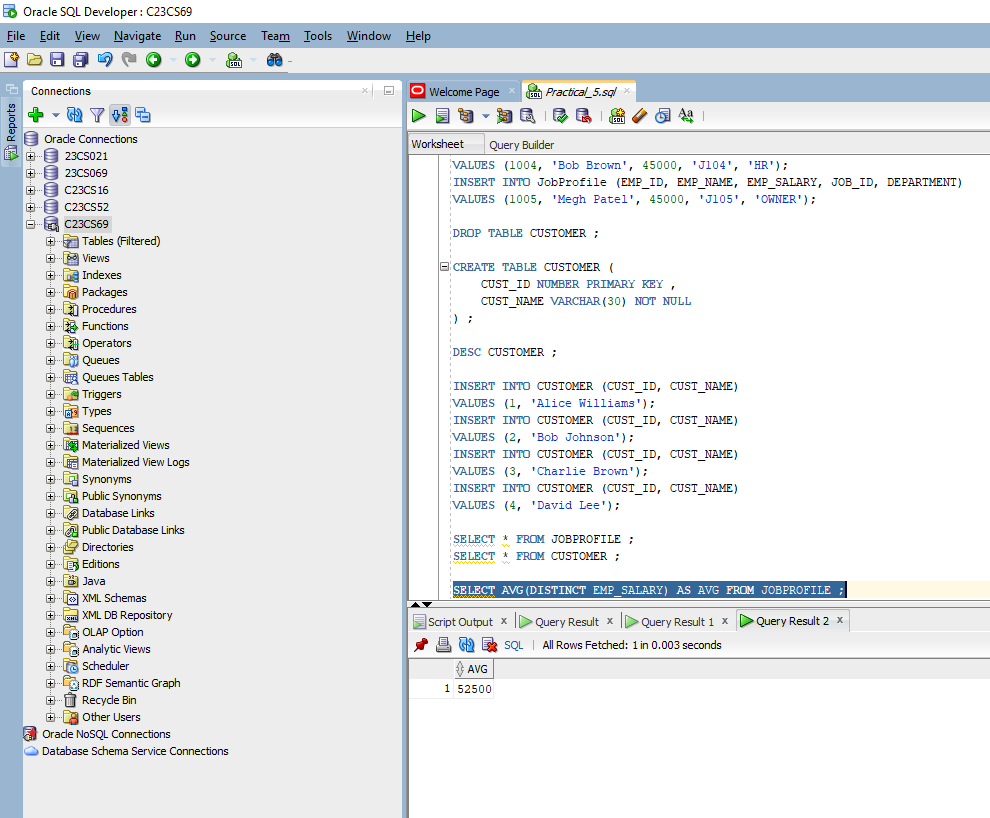 Oracle SQL Developer : C23CS69
File Edit View Navigate Run Source Team Tools Window Help
Reports
Connections
Oracle Connections
23CS021
23CS069
C23CS16
C23CS52
C23CS69
Tables (Filtered)
Views
Indexes
Packages
Procedures
Functions
Operators
Queues
Queues Tables
Triggers
Types
Sequences
Materialized Views
Materialized View Logs
Synonyms
Public Synonyms
Database Links
Public Database Links
Directories
Editions
Java
XML Schemas
XML DB Repository
OLAP Option
Analytic Views
Scheduler
RDF Semantic Graph
Recycle Bin
Other Users
Oracle NoSQL Connections
Database Schema Service Connections
Welcome Page Practical_5.sql
Worksheet Query Builder
VALUES (1004, 'Bob Brown', 45000, 'J104', 'HR');
INSERT INTO JobProfile (EMP_ID, EMP_NAME, EMP_SALARY, JOB_ID, DEPARTMENT)
VALUES (1005, 'Megh Patel', 45000, 'J105', 'OWNER');
DROP TABLE CUSTOMER ;
CREATE TABLE CUSTOMER (
CUST_ID NUMBER PRIMARY KEY ,
CUST_NAME VARCHAR(30) NOT NULL
) ;
DESC CUSTOMER ;
INSERT INTO CUSTOMER (CUST_ID, CUST_NAME)
VALUES (1, 'Alice Williams');
INSERT INTO CUSTOMER (CUST_ID, CUST_NAME)
VALUES (2, 'Bob Johnson');
INSERT INTO CUSTOMER (CUST_ID, CUST_NAME)
VALUES (3, 'Charlie Brown');
INSERT INTO CUSTOMER (CUST_ID, CUST_NAME)
VALUES (4, 'David Lee');
SELECT * FROM JOBPROFILE ;
SELECT * FROM CUSTOMER ;
SELECT AVG(DISTINCT EMP_SALARY) AS AVG FROM JOBPROFILE ;
Script Output Query Result Query Result 1 Query Result 2
SQL All Rows Fetched: 1 in 0.003 seconds
AVG
1 52500